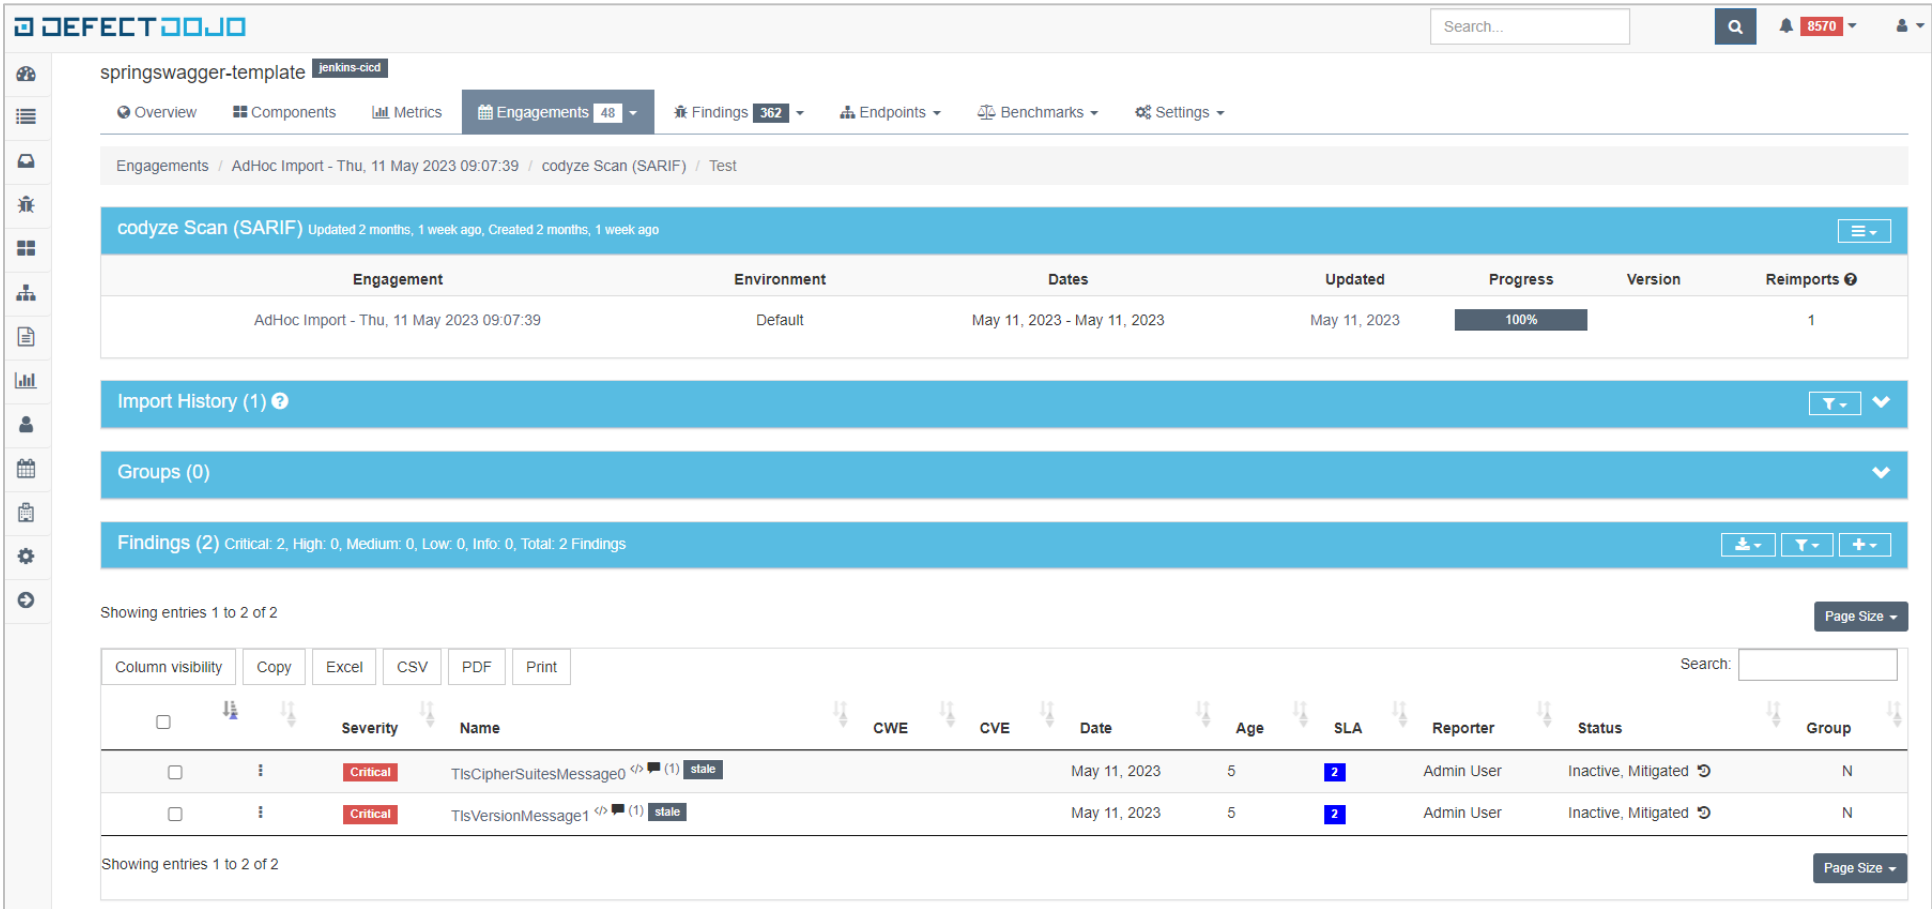 DEFECTDOJO Search... 8570
springswagger-template jenkins-cicd
Overview Components Metrics Engagements 48 Findings 362 Endpoints Benchmarks Settings
Engagements / AdHoc Import - Thu, 11 May 2023 09:07:39 / codyze Scan (SARIF) / Test
codyze Scan (SARIF) Updated 2 months, 1 week ago, Created 2 months, 1 week ago
Engagement Environment Dates Updated Progress Version Reimports
AdHoc Import - Thu, 11 May 2023 09:07:39 Default May 11, 2023 - May 11, 2023 May 11, 2023 100% 1
Import History (1)
Groups (0)
Findings (2) Critical: 2, High: 0, Medium: 0, Low: 0, Info: 0, Total: 2 Findings
Showing entries 1 to 2 of 2
Page Size
Column visibility Copy Excel CSV PDF Print Search:
Severity Name CWE CVE Date Age SLA Reporter Status Group
Critical TlsCipherSuitesMessage0 </> (1) stale May 11, 2023 5 2 Admin User Inactive, Mitigated N
Critical TlsVersionMessage1 </> (1) stale May 11, 2023 5 2 Admin User Inactive, Mitigated N
Showing entries 1 to 2 of 2
Page Size